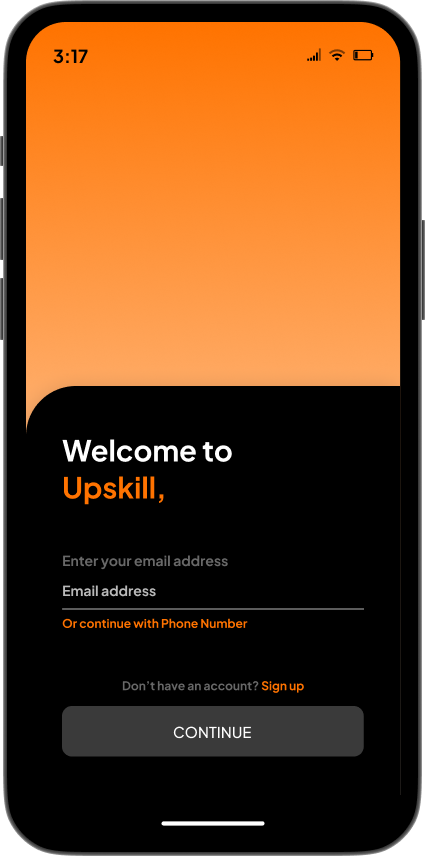 3:17
Welcome to
Upskill,
Enter your email address
Email address
Or continue with Phone Number
Don't have an account? Sign up
CONTINUE